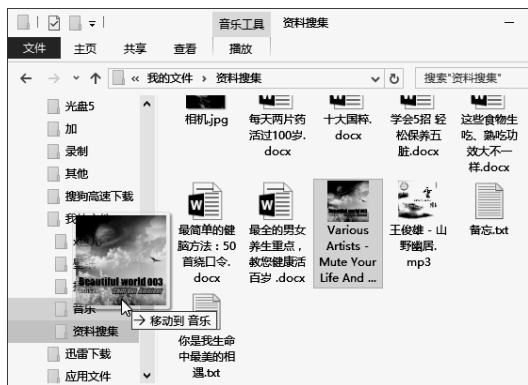 音乐工具
资料搜集
文件
主页
共享
查看
播放
« 我的文件 › 资料搜集
搜索"资料搜集"
光盘5
加
录制
其他
搜狗高速下载
音乐
资料搜集
迅雷下载
应用文件
相机.jpg
每天两片药
活过100岁.
docx
十大国粹.
docx
学会5招 轻
松保养五
脏.docx
这些食物生
吃、熟吃功
效大不一
样.docx
最简单的健
脑方法：50
首绕口令.
docx
最全的男女
养生重点，
教您健康活
百岁 .docx
Various
Artists -
Mute Your
Life And ...
王俊雄 - 山
野幽居.
mp3
备忘.txt
你是我生命
中最美的相
遇.txt
Beautiful world 003
→ 移动到 音乐